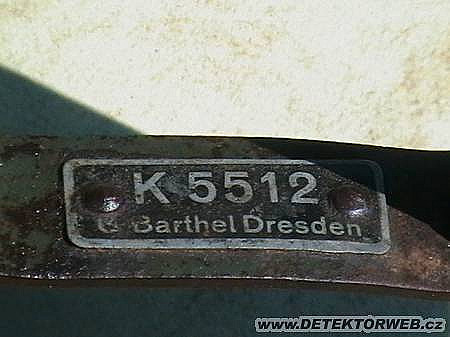 K 5512
G Barthel Dresden
WWW.DETEKTORWEB.CZ